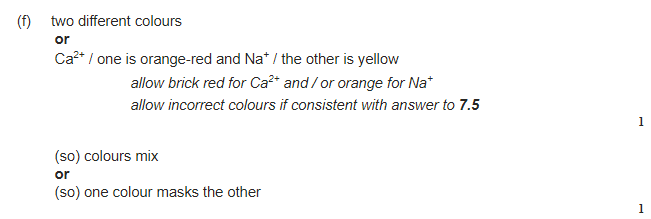 (f) two different colours
or
Ca²⁺ / one is orange-red and Na⁺ / the other is yellow
allow brick red for Ca²⁺ and / or orange for Na⁺
allow incorrect colours if consistent with answer to 7.5
1
(so) colours mix
or
(so) one colour masks the other
1